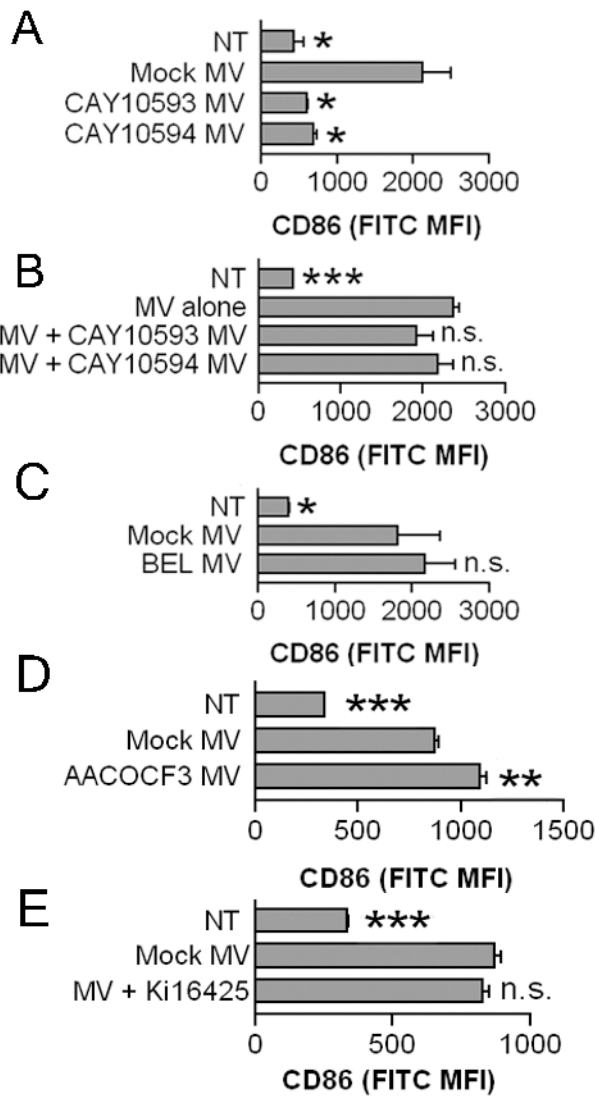 A
NT *
Mock MV
CAY10593 MV *
CAY10594 MV *
0 1000 2000 3000
CD86 (FITC MFI)
B
NT ***
MV alone
MV + CAY10593 MV n.s.
MV + CAY10594 MV n.s.
0 1000 2000 3000
CD86 (FITC MFI)
C
NT *
Mock MV
BEL MV n.s.
0 1000 2000 3000
CD86 (FITC MFI)
D
NT ***
Mock MV
AACOCF3 MV **
0 500 1000 1500
CD86 (FITC MFI)
E
NT ***
Mock MV
MV + Ki16425 n.s.
0 500 1000
CD86 (FITC MFI)